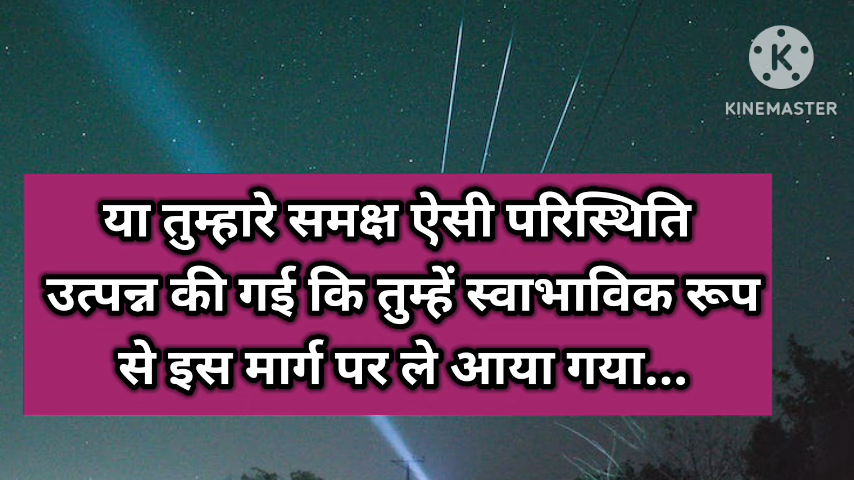 KINEMASTER
या तुम्हारे समक्ष ऐसी परिस्थिति
उत्पन्न की गई कि तुम्हें स्वाभाविक रूप
से इस मार्ग पर ले आया गया...